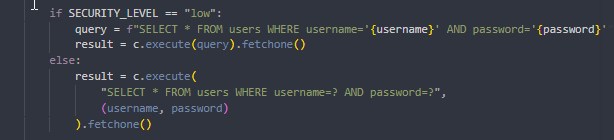 if SECURITY_LEVEL == "low":
query = f"SELECT * FROM users WHERE username='{username}' AND password='{password}'
result = c.execute(query).fetchone()
else:
result = c.execute(
"SELECT * FROM users WHERE username=? AND password=?",
(username, password)
).fetchone()